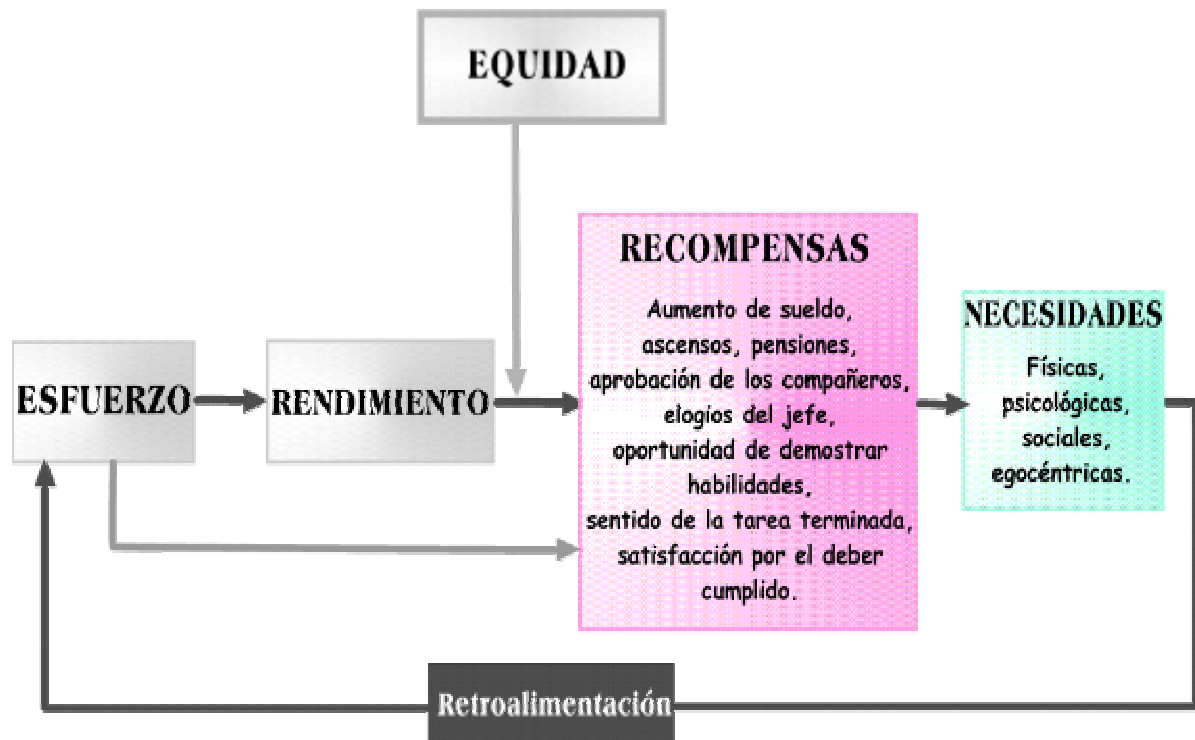 EQUIDAD
RECOMPENSAS
Aumento de sueldo,
ascensos, pensiones,
aprobación de los compañeros,
elogios del jefe,
oportunidad de demostrar
habilidades,
sentido de la tarea terminada,
satisfacción por el deber
cumplido.
NECESIDADES
Físicas,
psicológicas,
sociales,
egocéntricas.
ESFUERZO
RENDIMIENTO
Retroalimentación